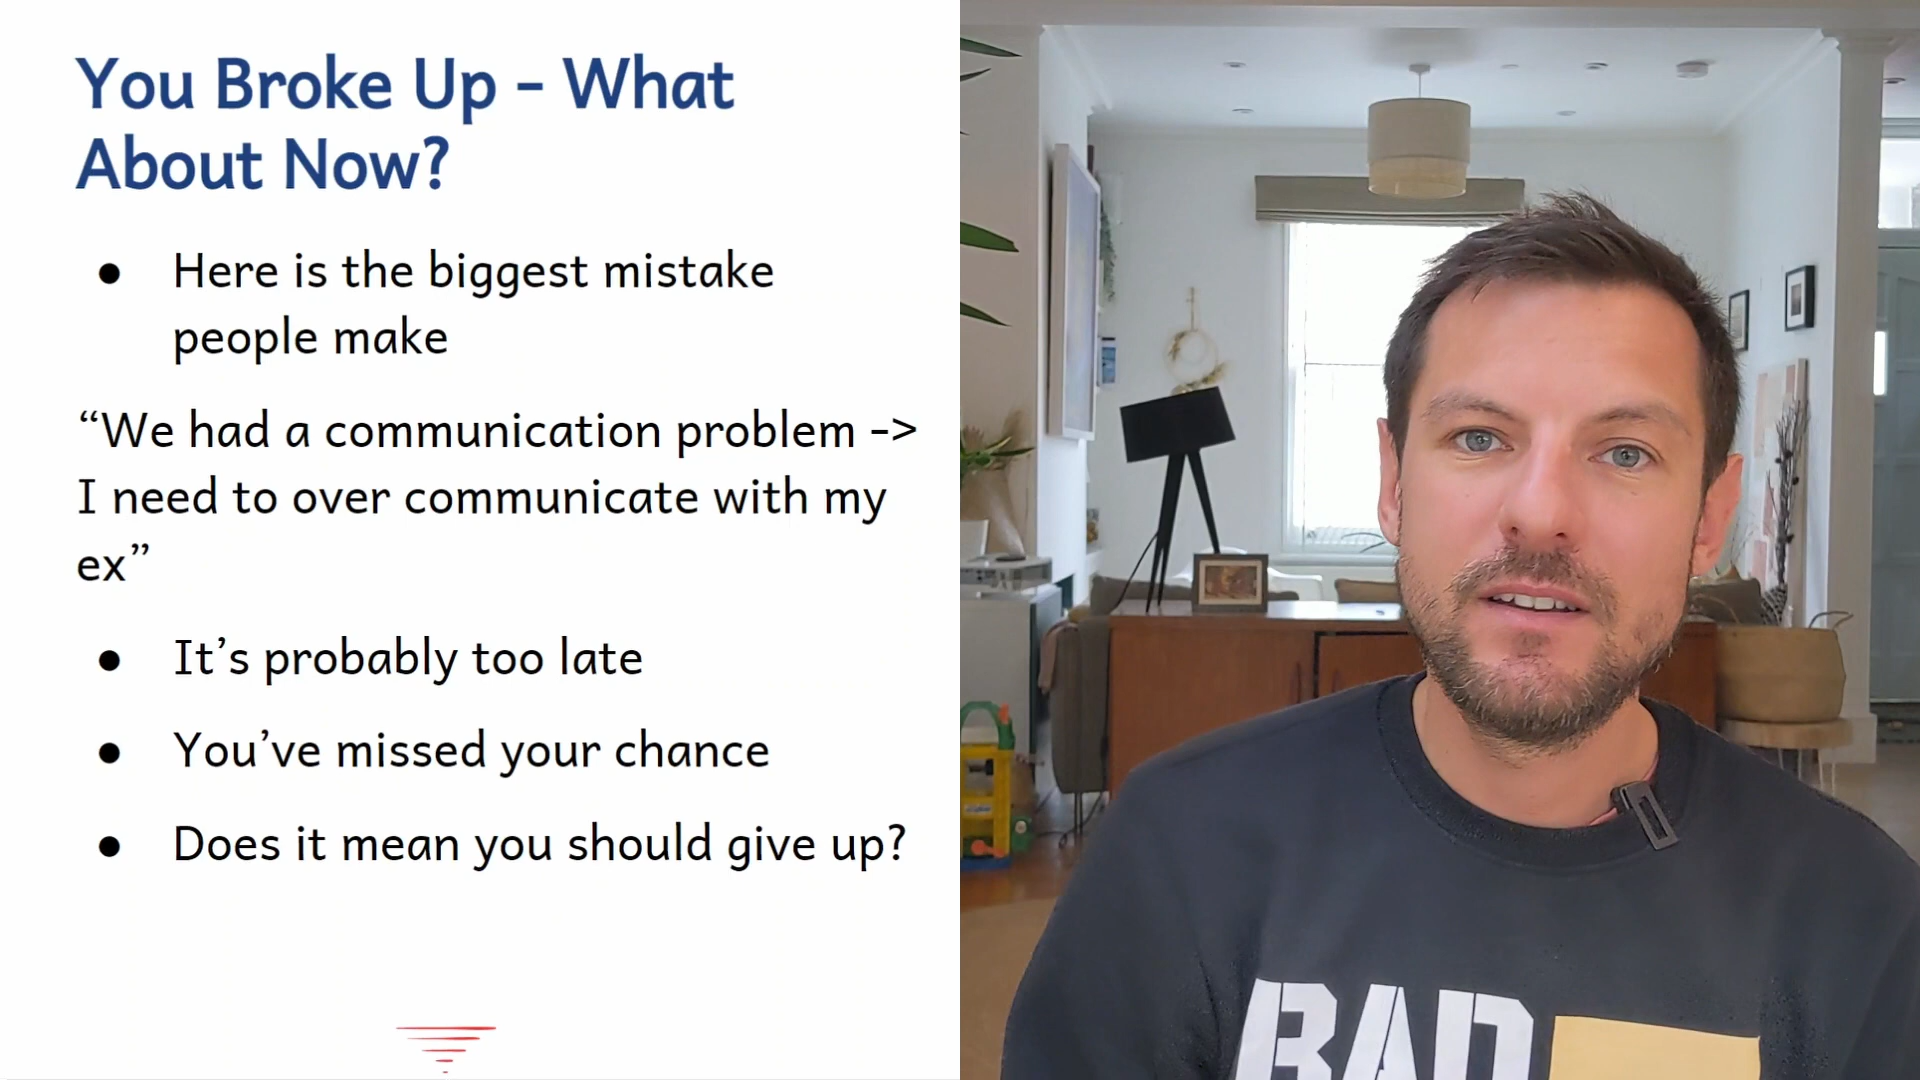 You Broke Up - What
About Now?
● Here is the biggest mistake
people make
“We had a communication problem ->
I need to over communicate with my
ex”
● It’s probably too late
● You’ve missed your chance
● Does it mean you should give up?
BAD